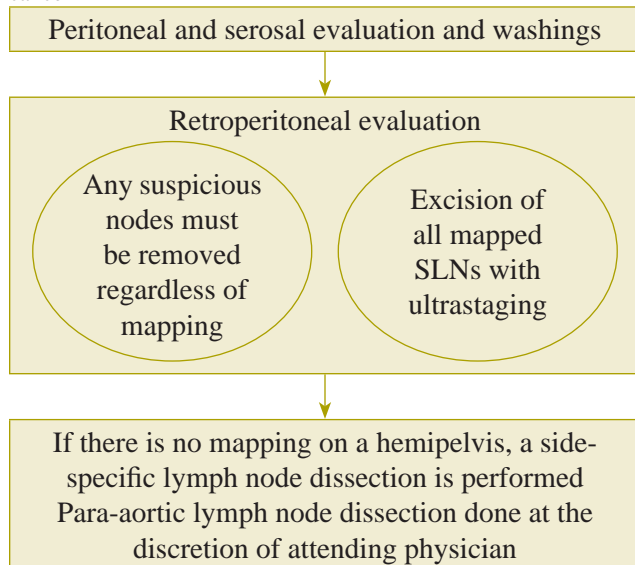 Peritoneal and serosal evaluation and washings
Retroperitoneal evaluation
Any suspicious
nodes must
be removed
regardless of
mapping
Excision of
all mapped
SLNs with
ultrastaging
If there is no mapping on a hemipelvis, a side-
specific lymph node dissection is performed
Para-aortic lymph node dissection done at the
discretion of attending physician